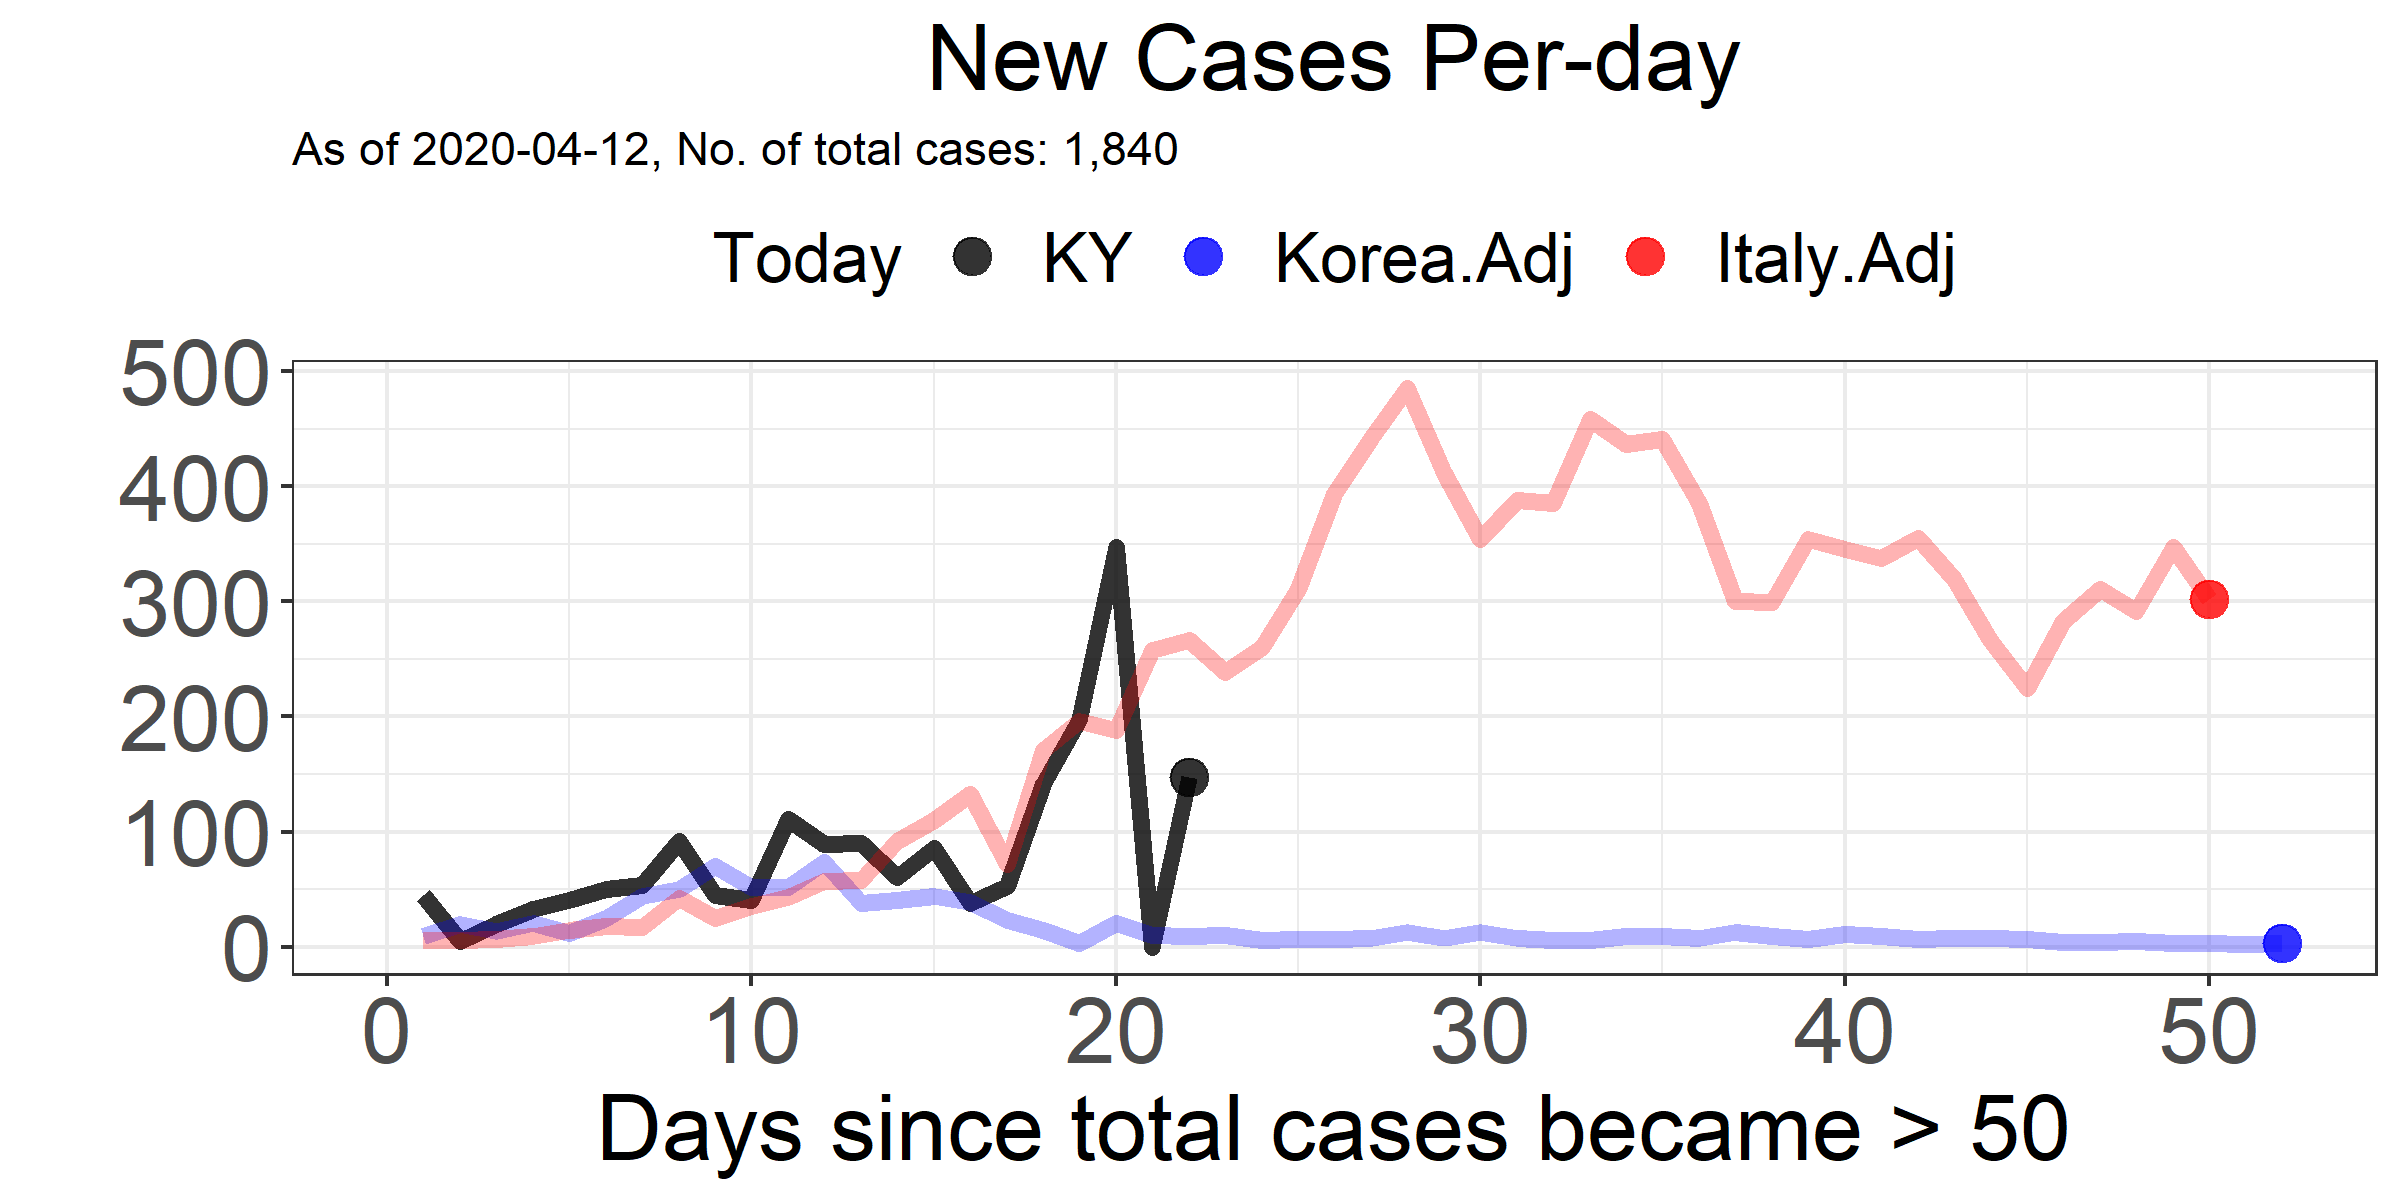 New Cases Per-day
As of 2020-04-12, No. of total cases: 1,840
Today KY Korea.Adj Italy.Adj
500
400
300
200
100
0
0 10 20 30 40 50
Days since total cases became > 50